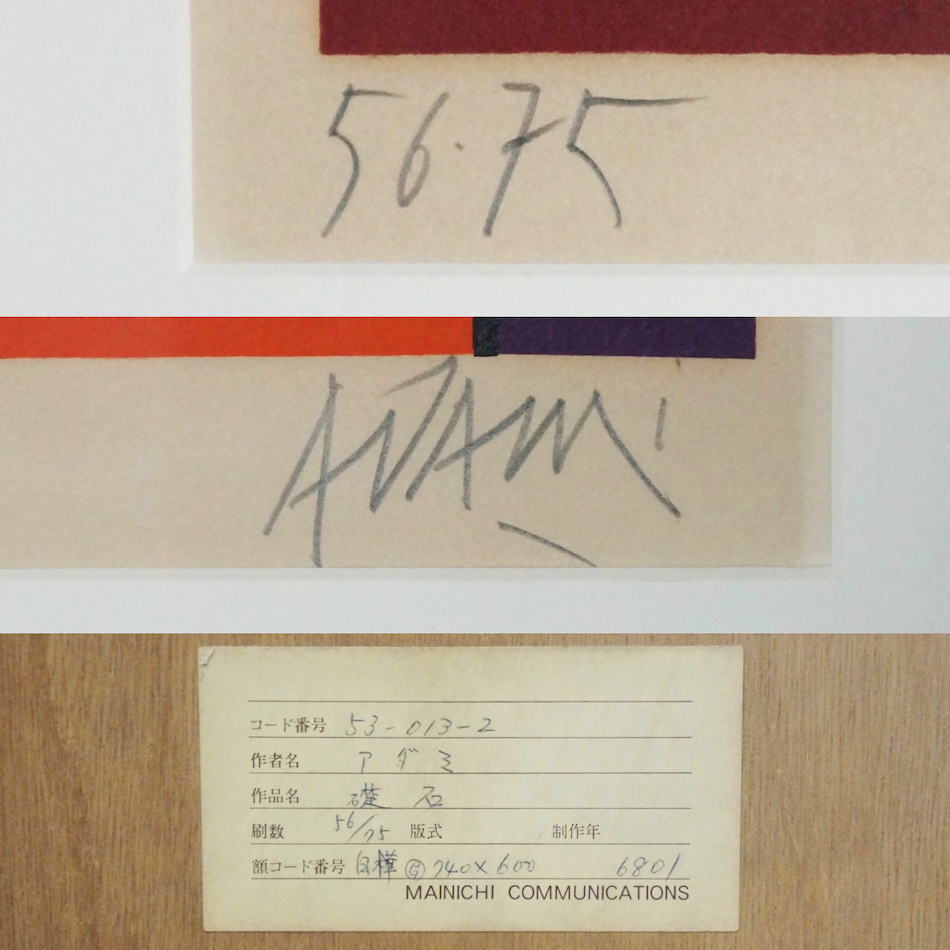 56·75
ADAMi
コード番号 53-013-2
作者名 アダミ
作品名 礎石
刷数 56/75 版式 制作年
額コード番号 白樺 G 740×600 6801
MAINICHI COMMUNICATIONS